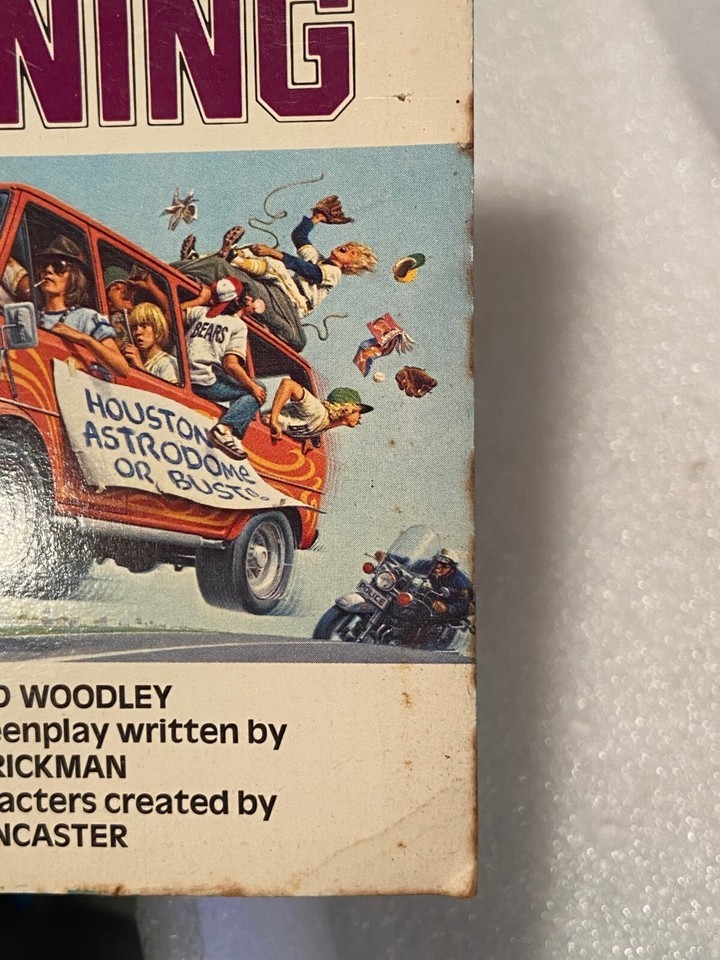 NING
BEARS
HOUSTON
ASTRODOME
OR BUST
POLICE
D WOODLEY
eenplay written by
RICKMAN
acters created by
NCASTER